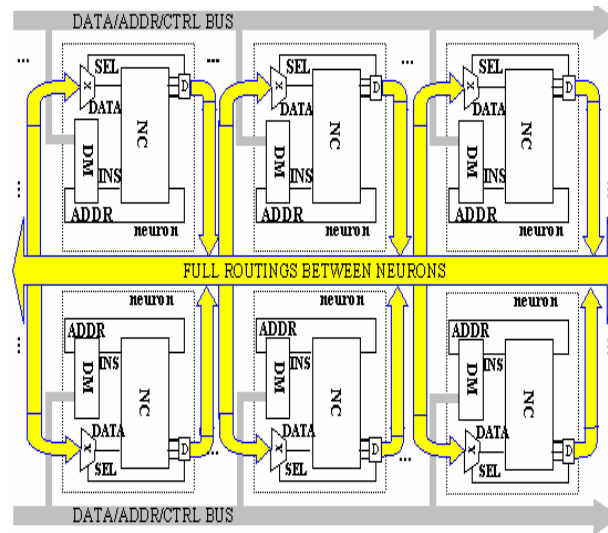 DATA/ADDR/CTRL BUS
... ... ...
SEL SEL SEL
X D X D X D
DATA DATA DATA
NC NC NC
DM DM DM
INS INS INS
... ...
ADDR ADDR ADDR
neuron neuron neuron
FULL ROUTINGS BETWEEN NEURONS
neuron neuron neuron
ADDR ADDR ADDR
... ...
INS INS INS
DM DM DM
NC NC NC
DATA DATA DATA
X D X D X D
... ...
SEL SEL SEL
DATA/ADDR/CTRL BUS